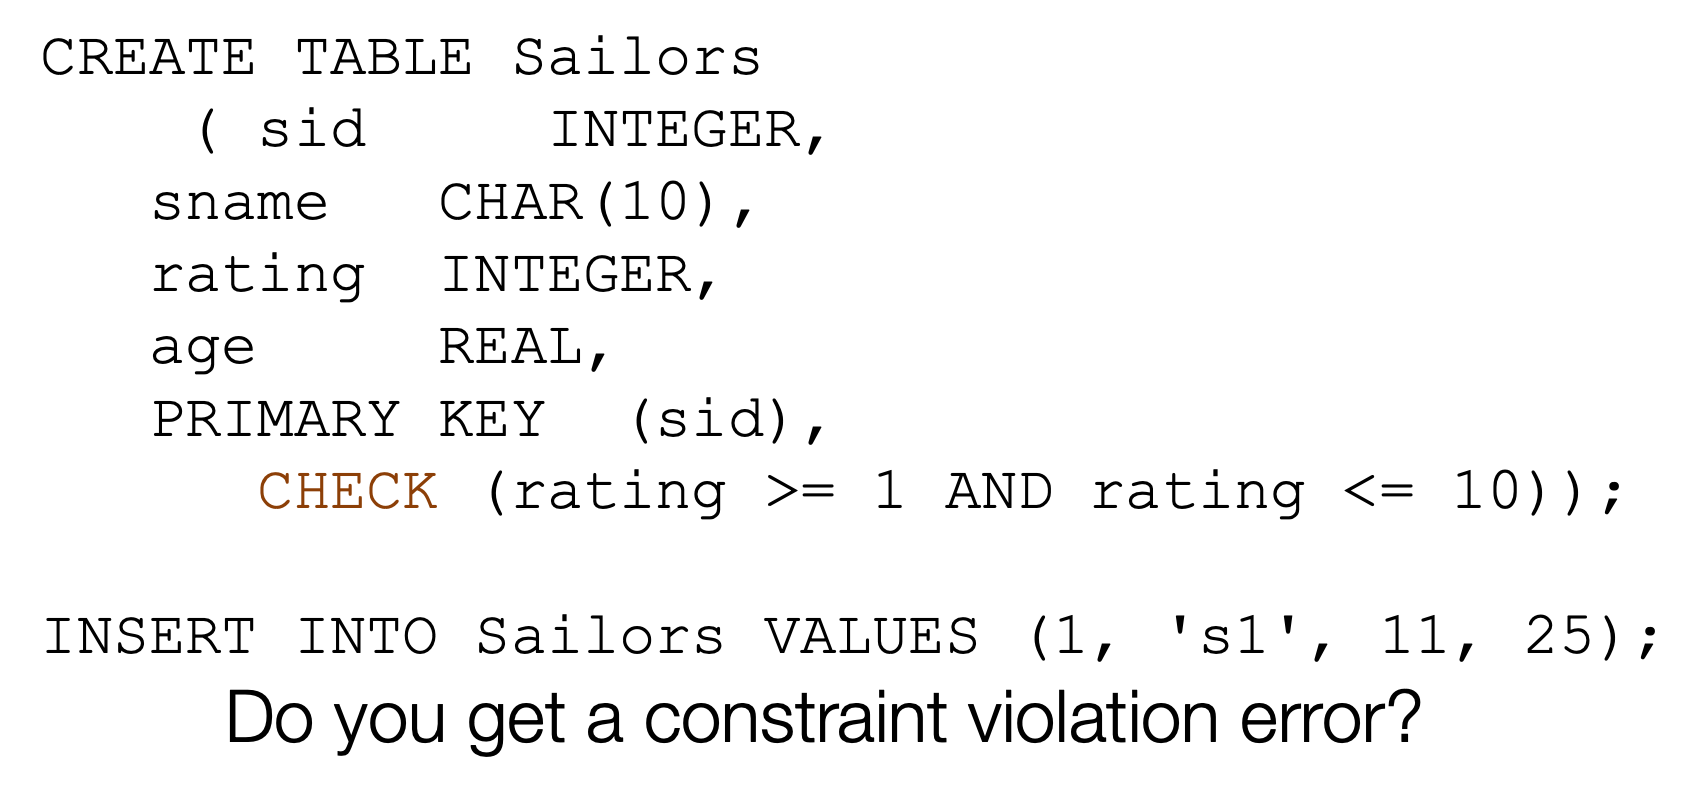 CREATE TABLE Sailors
( sid INTEGER,
sname CHAR(10),
rating INTEGER,
age REAL,
PRIMARY KEY (sid),
CHECK (rating >= 1 AND rating <= 10));
INSERT INTO Sailors VALUES (1, 's1', 11, 25);
Do you get a constraint violation error?